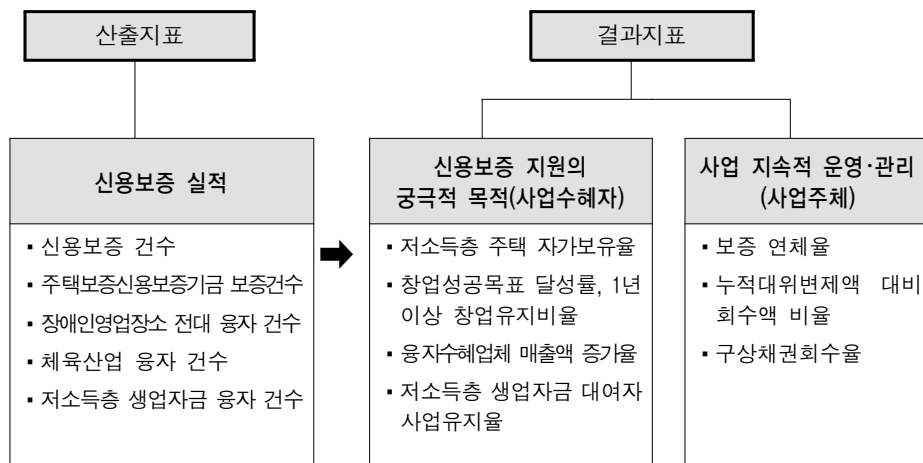 산출지표
결과지표
신용보증 실적
▪ 신용보증 건수
▪ 주택보증신용보증기금 보증건수
▪ 장애인영업장소 전대 융자 건수
▪ 체육산업 융자 건수
▪ 저소득층 생업자금 융자 건수
신용보증 지원의
궁극적 목적(사업수혜자)
▪ 저소득층 주택 자가보유율
▪ 창업성공목표 달성률, 1년
이상 창업유지비율
▪ 융자수혜업체 매출액 증가율
▪ 저소득층 생업자금 대여자
사업유지율
사업 지속적 운영·관리
(사업주체)
▪ 보증 연체율
▪ 누적대위변제액 대비
회수액 비율
▪ 구상채권회수율